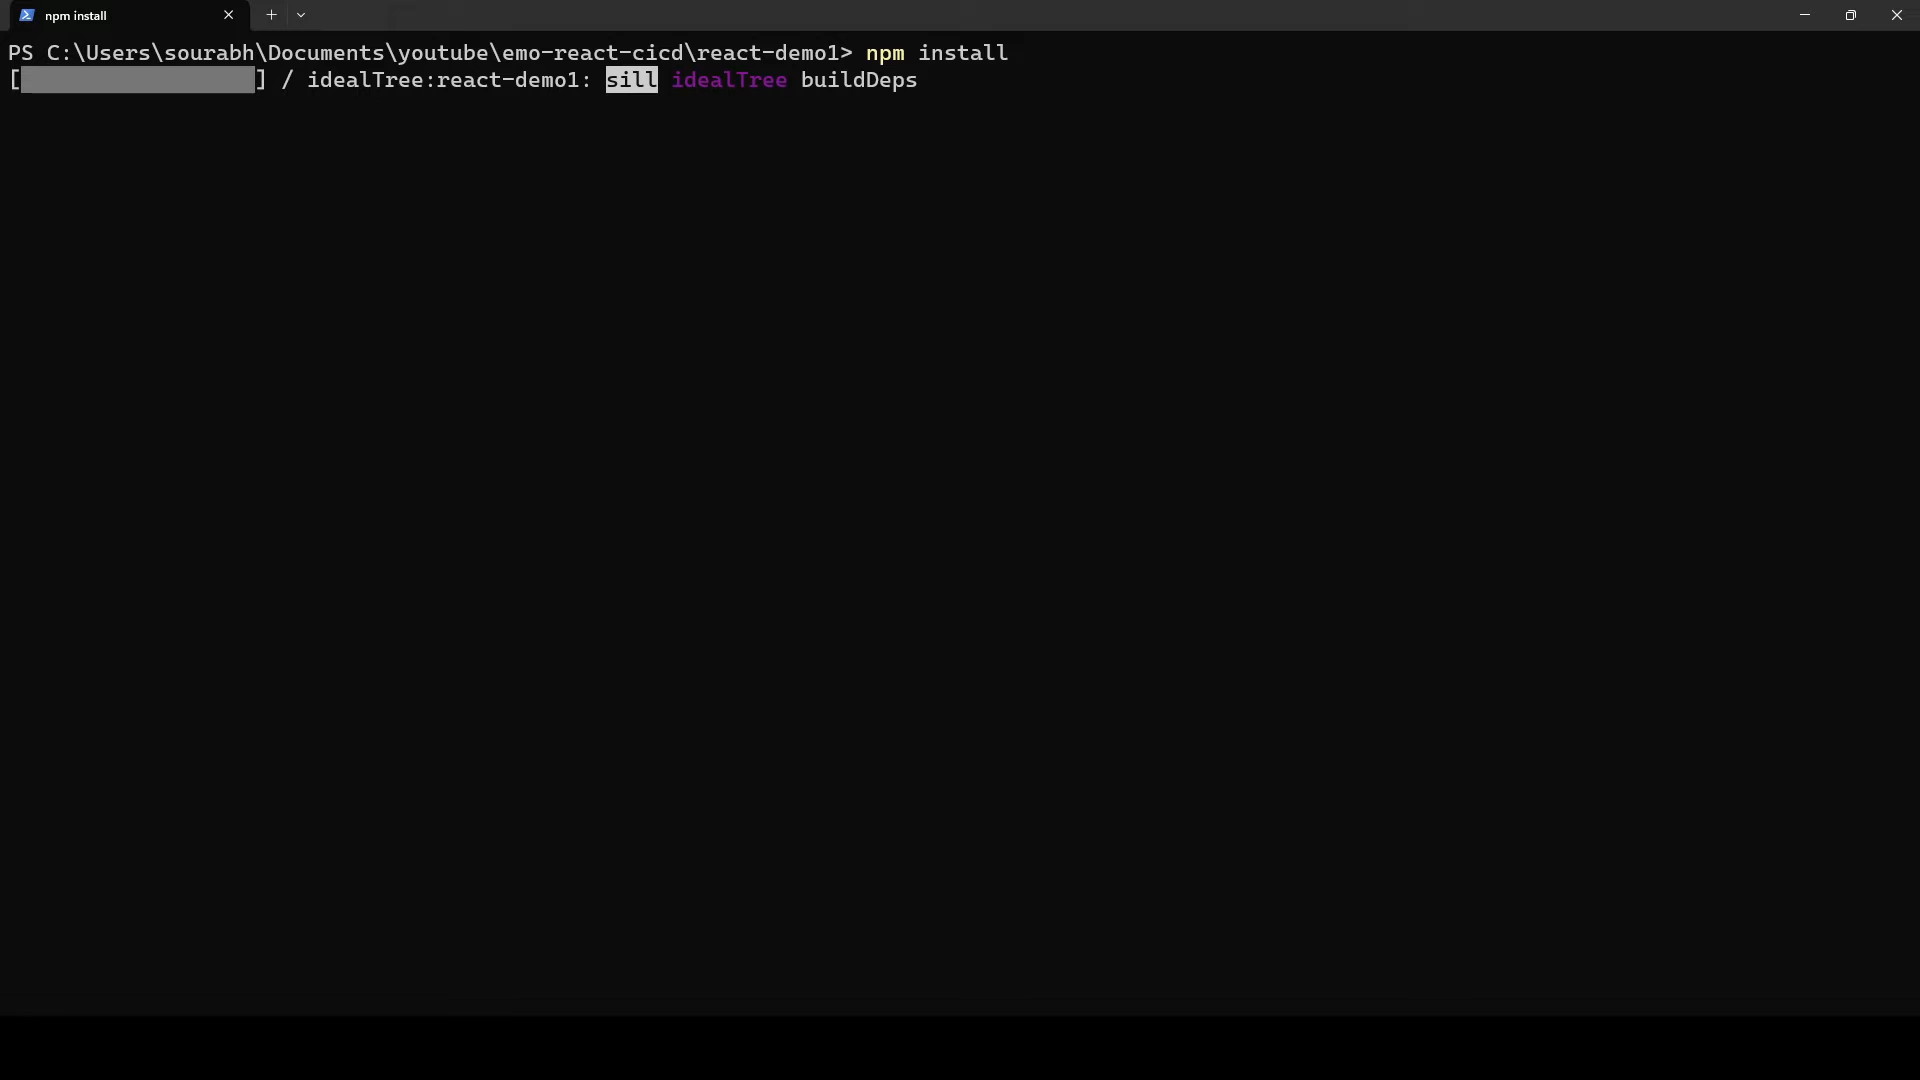 npm install
PS C:\Users\sourabh\Documents\youtube\emo-react-cicd\react-demo1> npm install
[                  ] / idealTree:react-demo1: sill idealTree buildDeps